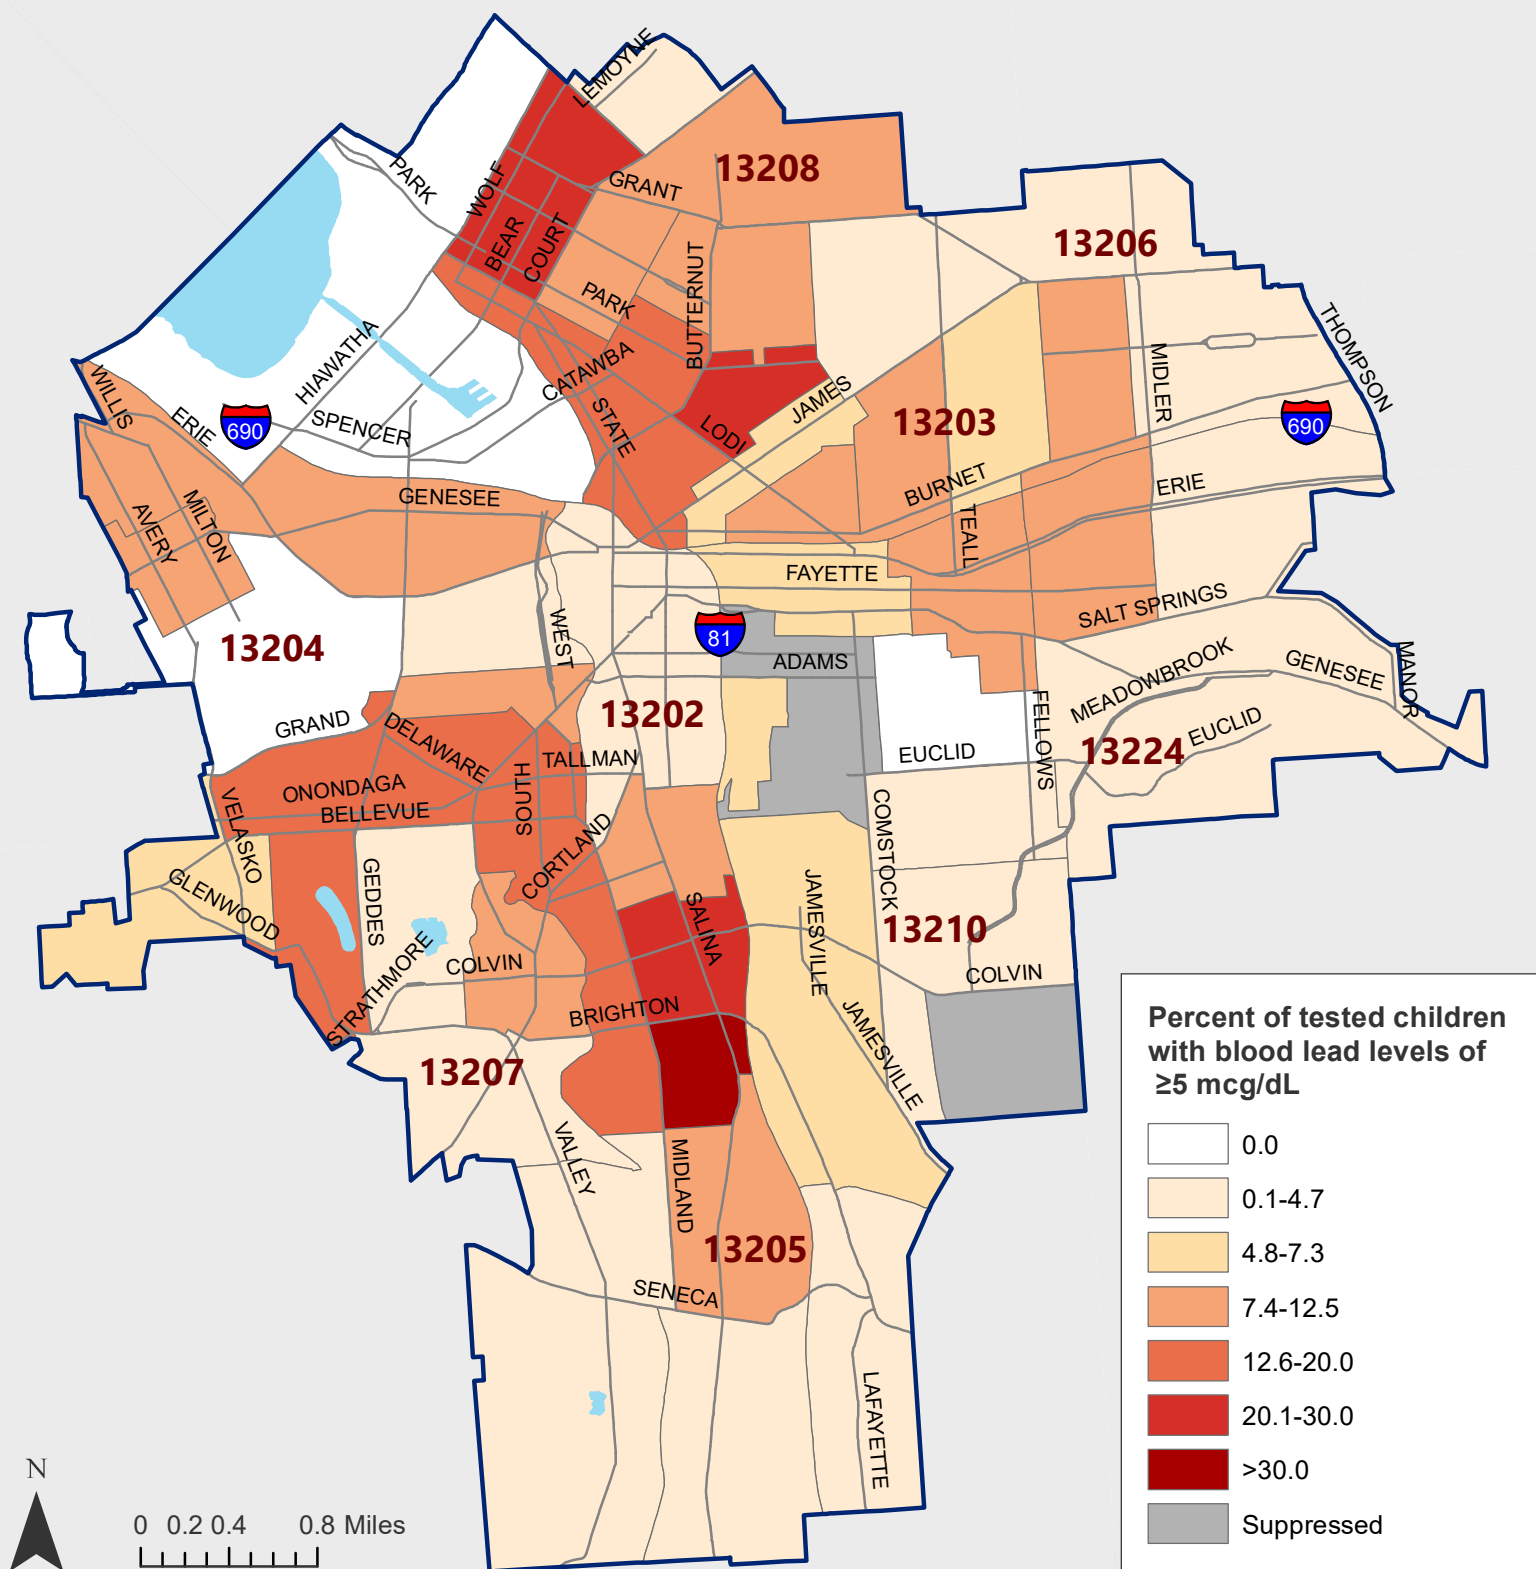 LEMOYNE
PARK
WOLF
GRANT
13208
BEAR
COURT
BUTTERNUT
PARK
13206
HIAWATHA
THOMPSON
WILLIS
ERIE
690
SPENCER
CATAWBA
STATE
LODI
JAMES
13203
MIDLER
690
GENESEE
AVERY
MILTON
BURNET
TEALL
ERIE
FAYETTE
WEST
81
ADAMS
SALT SPRINGS
13204
MEADOWBROOK
GENESEE
MANOR
GRAND
DELAWARE
13202
FELLOWS
13224
EUCLID
EUCLID
TALLMAN
ONONDAGA
BELLEVUE
SOUTH
VELASKO
CORTLAND
COMSTOCK
GLENWOOD
GEDDES
STRATHMORE
COLVIN
SALINA
JAMESVILLE
13210
COLVIN
BRIGHTON
JAMESVILLE
13207
VALLEY
MIDLAND
13205
SENECA
LAFAYETTE
Percent of tested children
with blood lead levels of
≥5 mcg/dL
0.0
0.1-4.7
4.8-7.3
7.4-12.5
12.6-20.0
20.1-30.0
>30.0
Suppressed
N
0 0.2 0.4 0.8 Miles